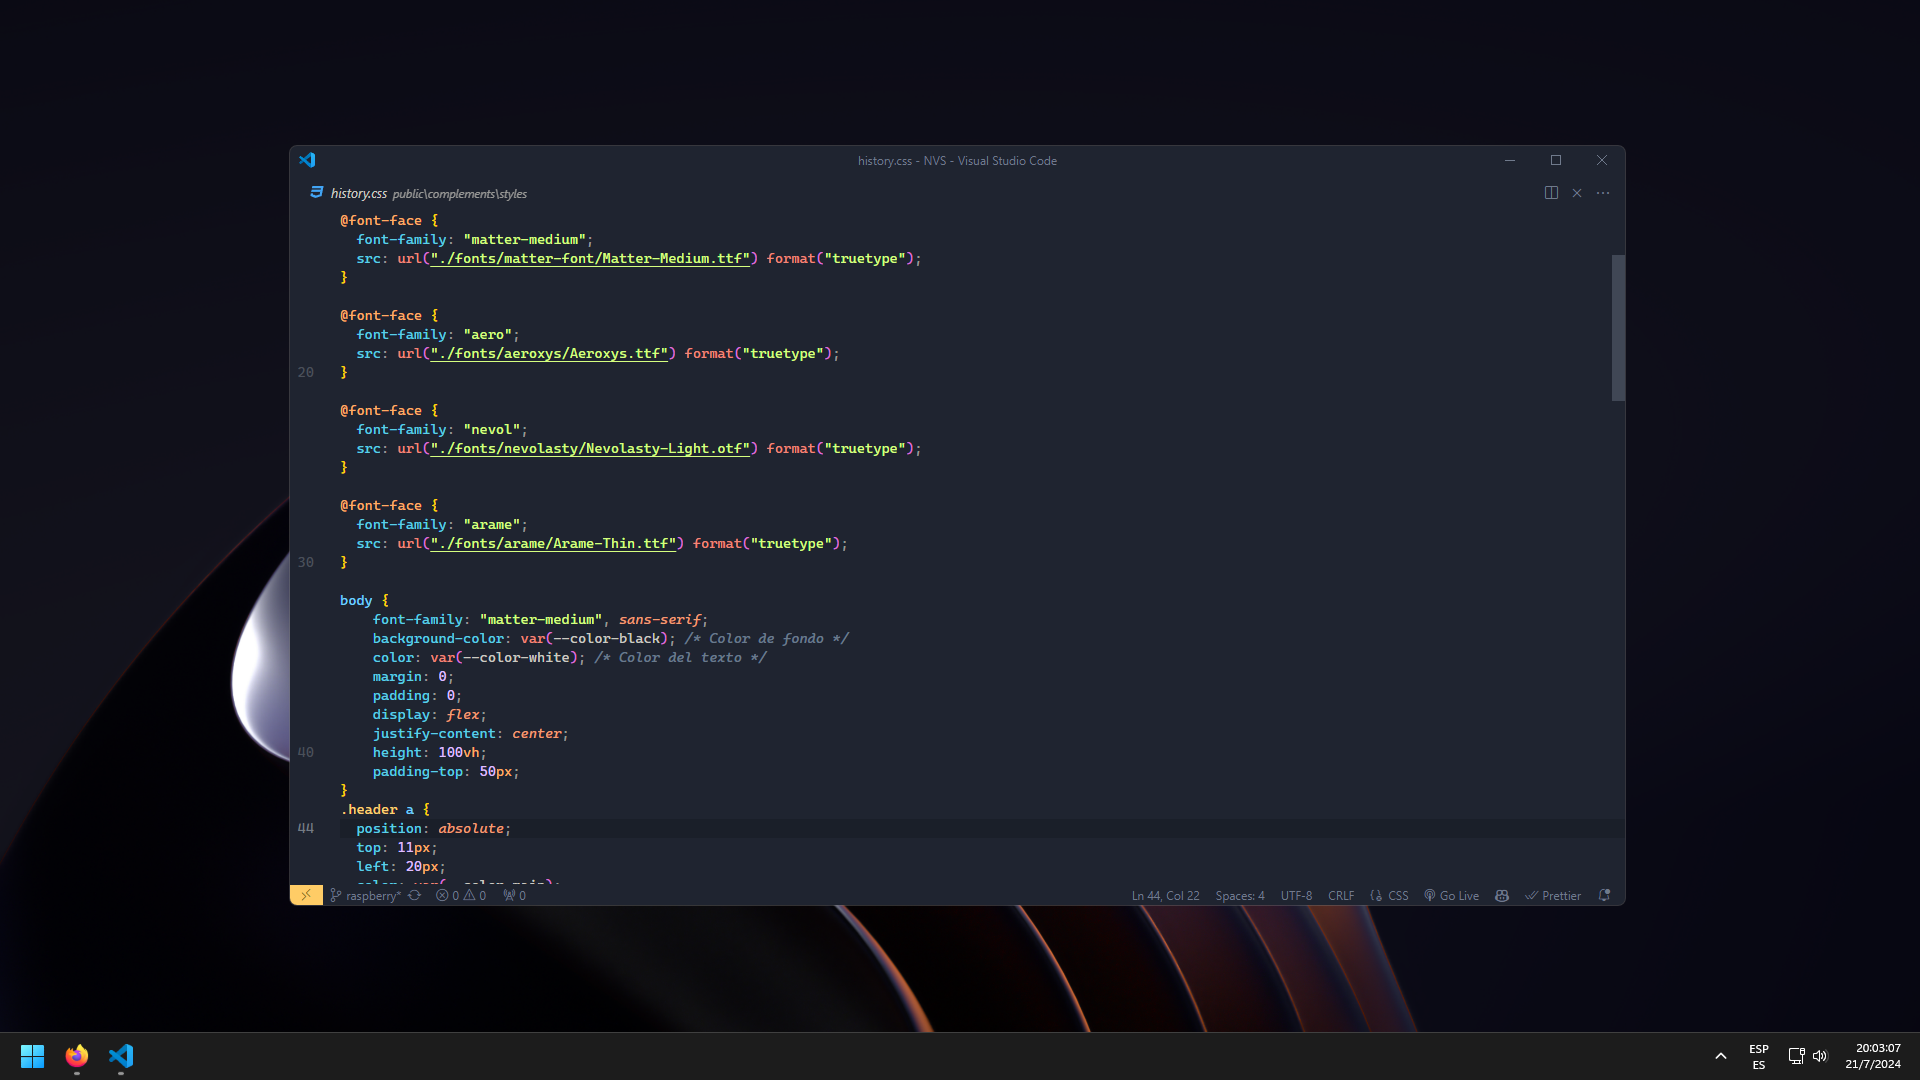 history.css - NVS - Visual Studio Code
history.css public\complements\styles
@font-face {
font-family: "matter-medium";
src: url("./fonts/matter-font/Matter-Medium.ttf") format("truetype");
}
@font-face {
font-family: "aero";
src: url("./fonts/aeroxys/Aeroxys.ttf") format("truetype");
20 }
@font-face {
font-family: "nevol";
src: url("./fonts/nevolasty/Nevolasty-Light.otf") format("truetype");
}
@font-face {
font-family: "arame";
src: url("./fonts/arame/Arame-Thin.ttf") format("truetype");
30 }
body {
font-family: "matter-medium", sans-serif;
background-color: var(--color-black); /* Color de fondo */
color: var(--color-white); /* Color del texto */
margin: 0;
padding: 0;
display: flex;
justify-content: center;
40 height: 100vh;
padding-top: 50px;
}
.header a {
44 position: absolute;
top: 11px;
left: 20px;
color: var(--color-main);
raspberry* 0 0 0 Ln 44, Col 22 Spaces: 4 UTF-8 CRLF CSS Go Live Prettier
ESP
ES
20:03:07
21/7/2024